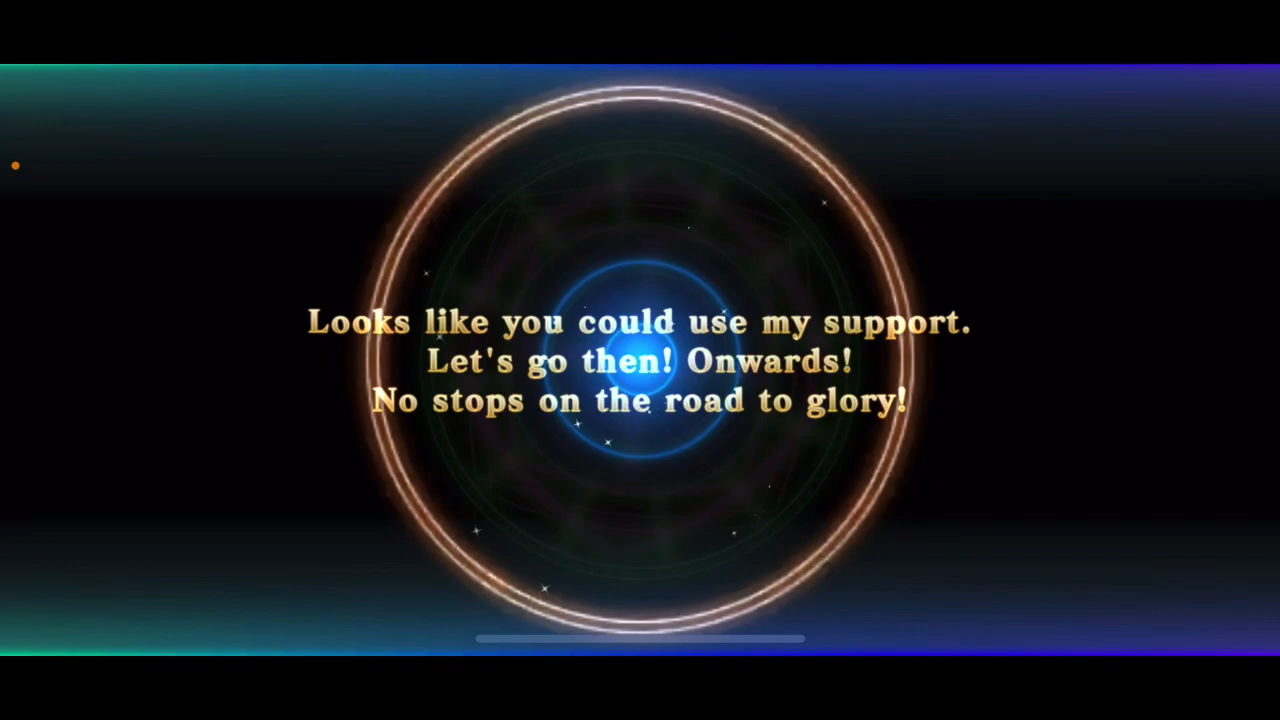 Looks like you could use my support.
Let's go then! Onwards!
No stops on the road to glory!